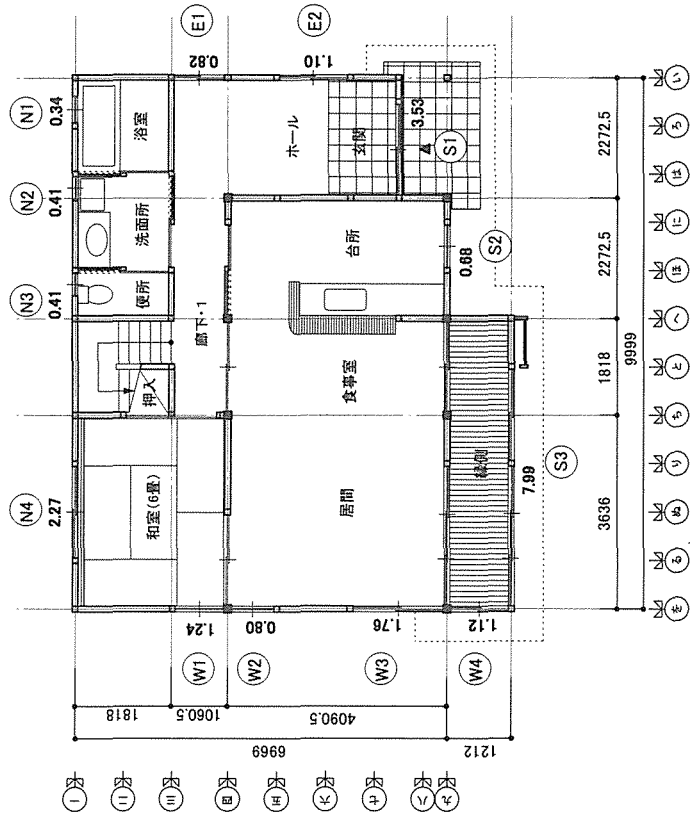 E1
E2
0.82
1.10
N1
0.34
浴室
ホール
玄関
3.53
S1
N2
0.41
洗面所
台所
0.68
S2
N3
0.41
便所
廊下・1
押入
食事室
N4
2.27
和室(6畳)
居間
縁側
7.99
S3
1.24
0.80
1.76
1.12
W1
W2
W3
W4
1818
1060.5
4090.5
6969
1212
2272.5
2272.5
1818
3636
9999
一
二
三
四
五
六
七
八
九
い
ろ
は
に
ほ
へ
と
ち
り
ぬ
る
を